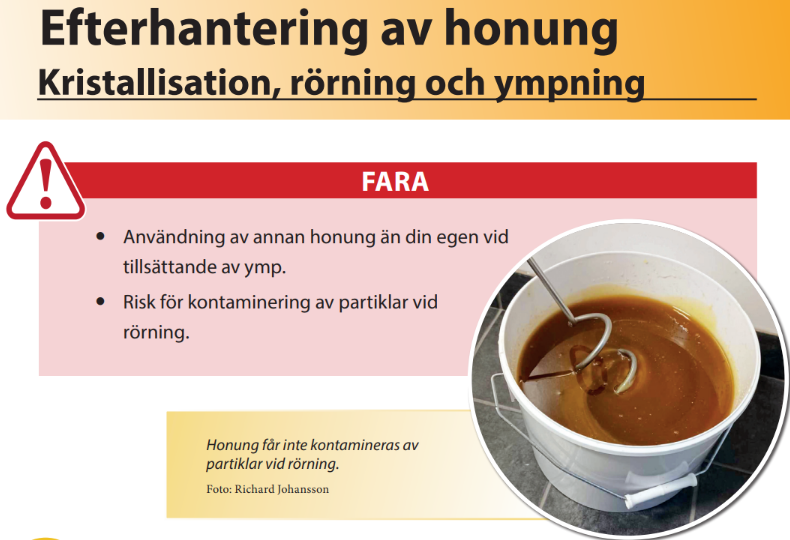 Efterhantering av honung
Kristallisation, rörning och ympning
FARA
• Användning av annan honung än din egen vid
tillsättande av ymp.
• Risk för kontaminering av partiklar vid
rörning.
Honung får inte kontamineras av
partiklar vid rörning.
Foto: Richard Johansson